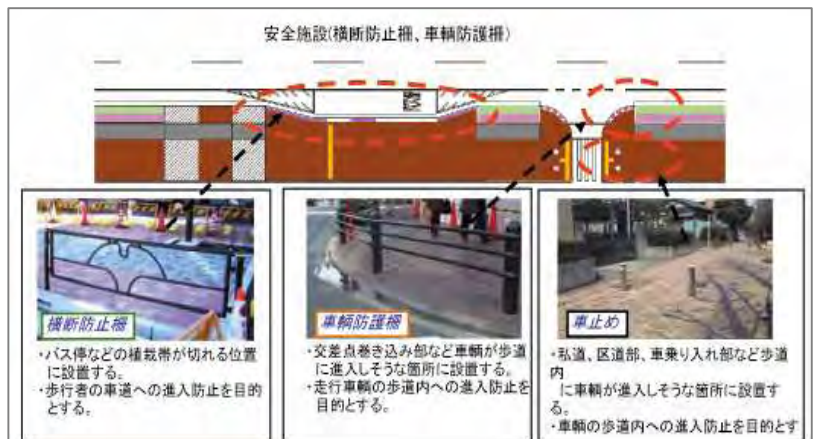 安全施設(横断防止柵、車輌防護柵)
横断防止柵
・バス停などの植栽帯が切れる位置
に設置する。
・歩行者の車道への進入防止を目的
とする。
車輌防護柵
・交差点巻き込み部など車輌が歩道
に進入しそうな箇所に設置する。
・走行車輌の歩道内への進入防止を
目的とする。
車止め
・私道、区道部、車乗り入れ部など歩道
内
に車輌が進入しそうな箇所に設置す
る。
・車輌の歩道内への進入防止を目的とす